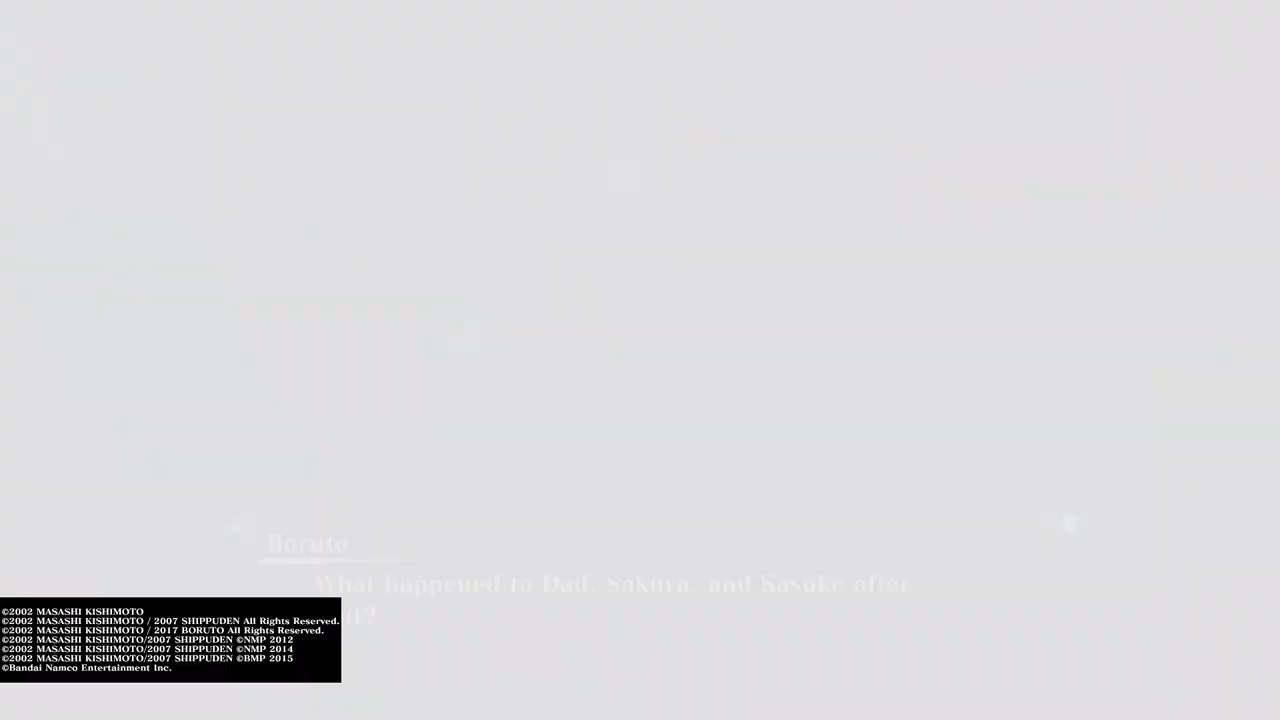 Boruto
What happened to Dad, Sakura, and Sasuke after
©2002 MASASHI KISHIMOTO
©2002 MASASHI KISHIMOTO / 2007 SHIPPUDEN All Rights Reserved.
©2002 MASASHI KISHIMOTO / 2017 BORUTO All Rights Reserved.
©2002 MASASHI KISHIMOTO/2007 SHIPPUDEN ©NMP 2012
©2002 MASASHI KISHIMOTO/2007 SHIPPUDEN ©NMP 2014
©2002 MASASHI KISHIMOTO/2007 SHIPPUDEN ©BMP 2015
©Bandai Namco Entertainment Inc.